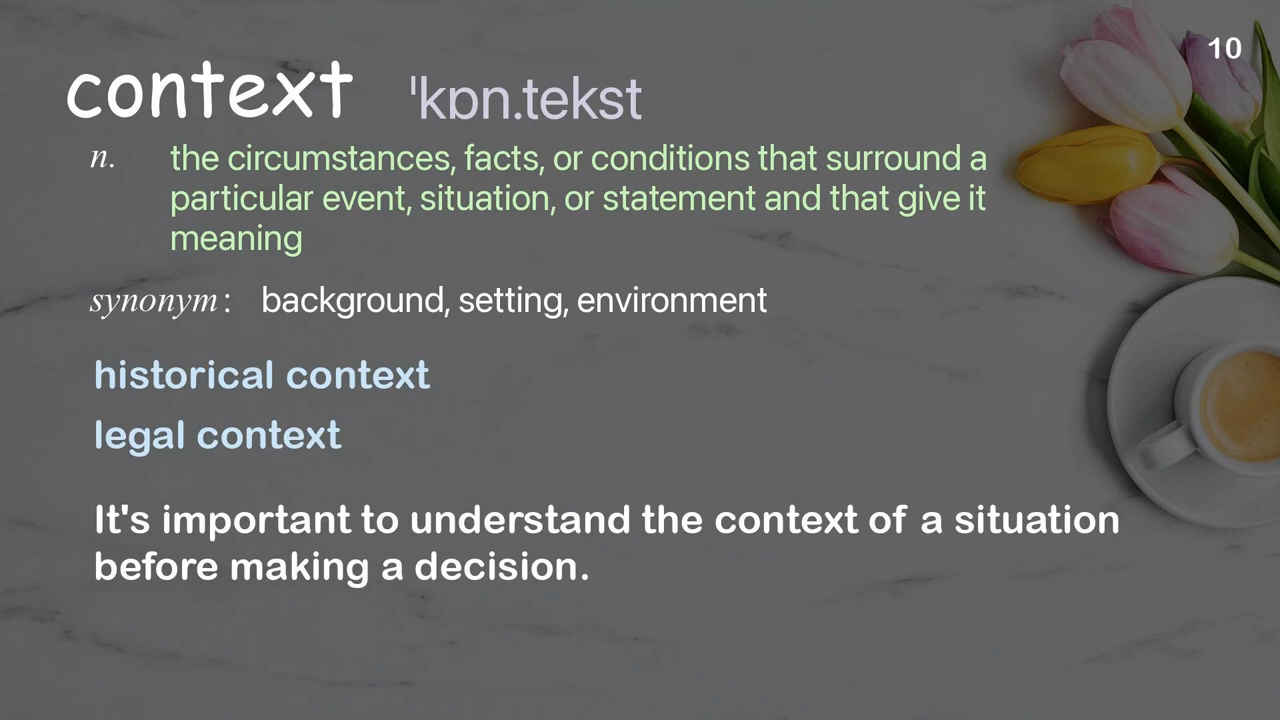 10
context ˈkɒn.tekst
n. the circumstances, facts, or conditions that surround a
particular event, situation, or statement and that give it
meaning
synonym: background, setting, environment
historical context
legal context
It's important to understand the context of a situation
before making a decision.